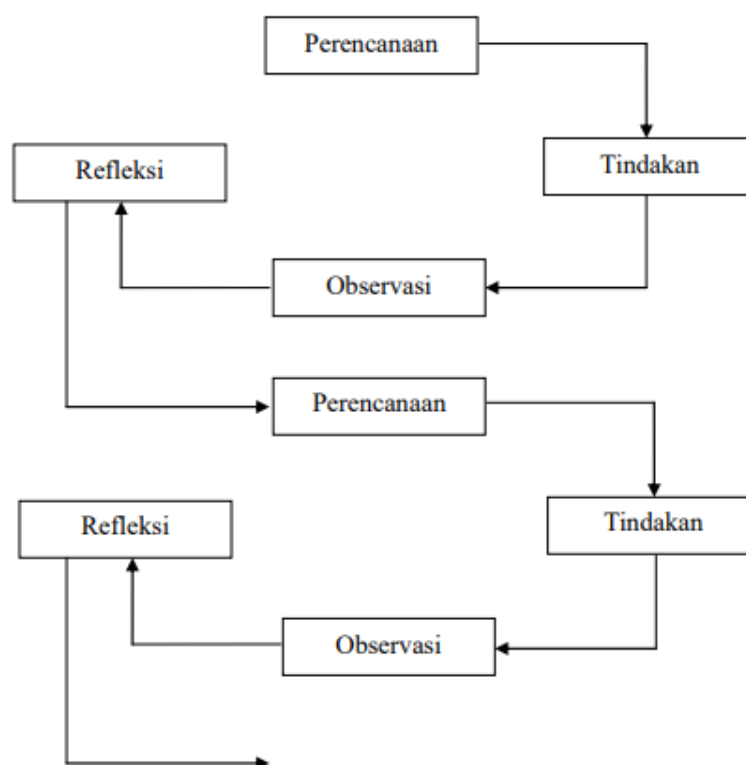 Perencanaan
Tindakan
Refleksi
Observasi
Perencanaan
Tindakan
Refleksi
Observasi